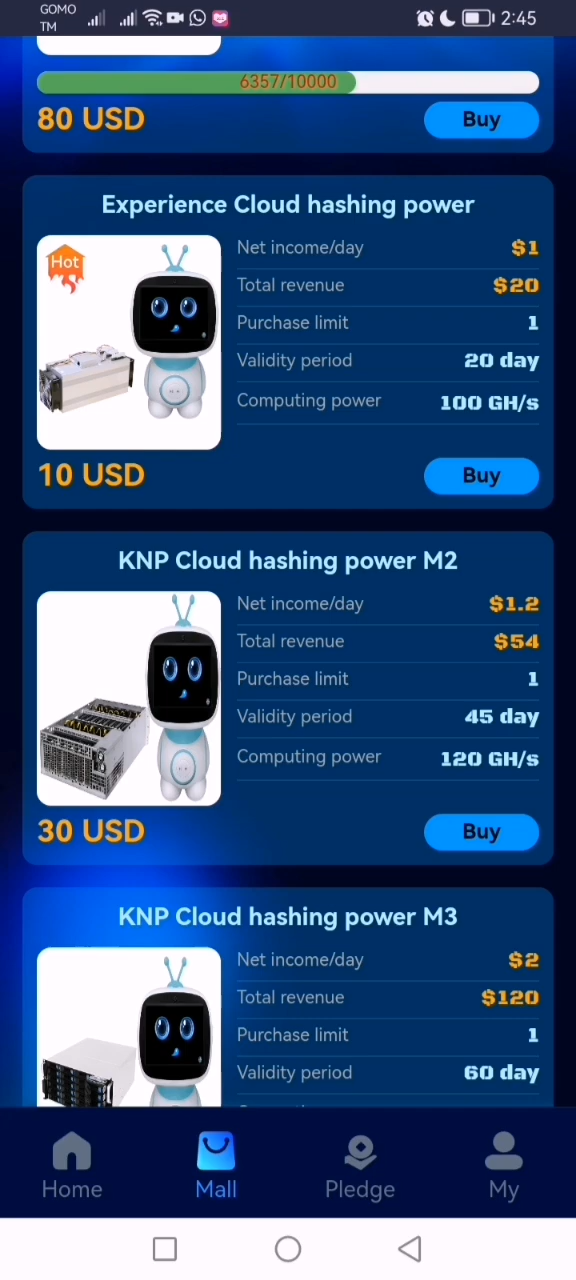 GOMO
TM
2:45
6357/10000
80 USD
Buy
Experience Cloud hashing power
Hot
Net income/day $1
Total revenue $20
Purchase limit 1
Validity period 20 day
Computing power 100 GH/s
10 USD
Buy
KNP Cloud hashing power M2
Net income/day $1.2
Total revenue $54
Purchase limit 1
Validity period 45 day
Computing power 120 GH/s
30 USD
Buy
KNP Cloud hashing power M3
Net income/day $2
Total revenue $120
Purchase limit 1
Validity period 60 day
Home Mall Pledge My